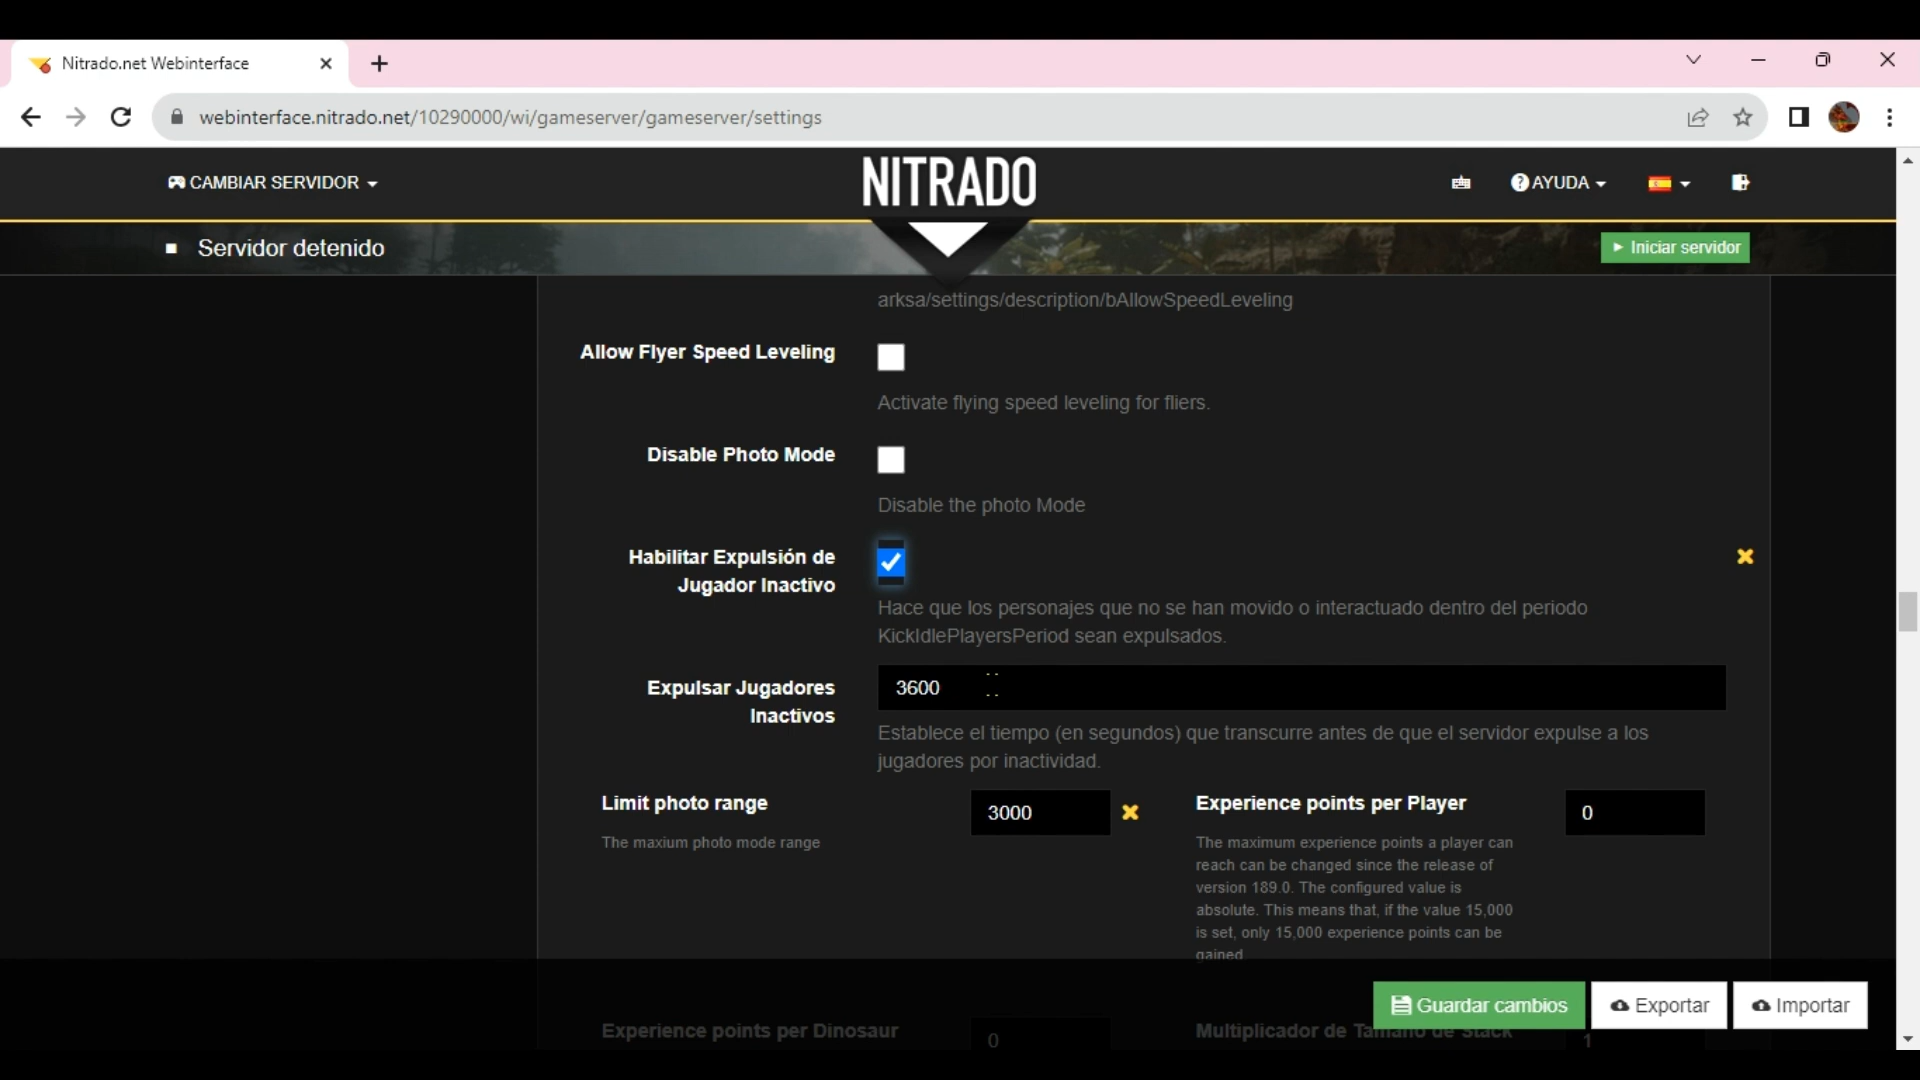 Nitrado.net Webinterface
webinterface.nitrado.net/10290000/wi/gameserver/gameserver/settings
CAMBIAR SERVIDOR
NITRADO
AYUDA
Servidor detenido
Iniciar servidor
arksa/settings/description/bAllowSpeedLeveling
Allow Flyer Speed Leveling
Activate flying speed leveling for fliers.
Disable Photo Mode
Disable the photo Mode
Habilitar Expulsión de
Jugador Inactivo
Hace que los personajes que no se han movido o interactuado dentro del periodo
KickIdlePlayersPeriod sean expulsados.
Expulsar Jugadores
Inactivos
3600
Establece el tiempo (en segundos) que transcurre antes de que el servidor expulse a los
jugadores por inactividad.
Limit photo range
3000
The maxium photo mode range
Experience points per Player
0
The maximum experience points a player can
reach can be changed since the release of
version 189.0. The configured value is
absolute. This means that, if the value 15,000
is set, only 15,000 experience points can be
gained
Guardar cambios
Exportar
Importar
Experience points per Dinosaur
0
Multiplicador de Tamaño de Stack
1